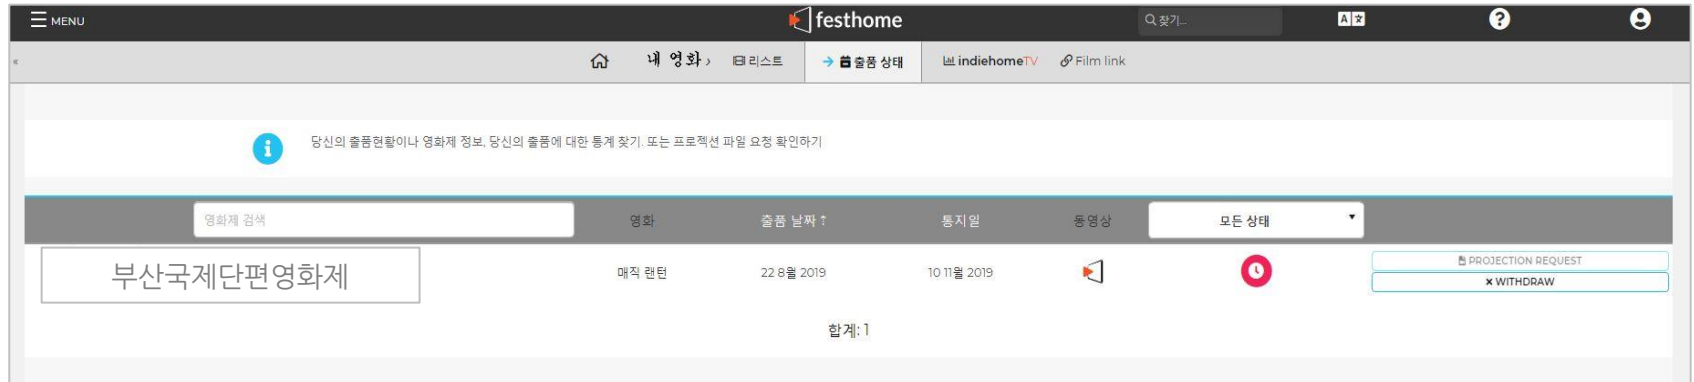 MENU
festhome
찾기...
A
내 영화 ›
리스트
출품 상태
indiehomeTV
Film link
«
당신의 출품현황이나 영화제 정보, 당신의 출품에 대한 통계 찾기. 또는 프로젝션 파일 요청 확인하기
영화제 검색
영화
출품 날짜 ↑
통지일
동영상
모든 상태
부산국제단편영화제
매직 랜턴
22 8월 2019
10 11월 2019
PROJECTION REQUEST
× WITHDRAW
합계: 1